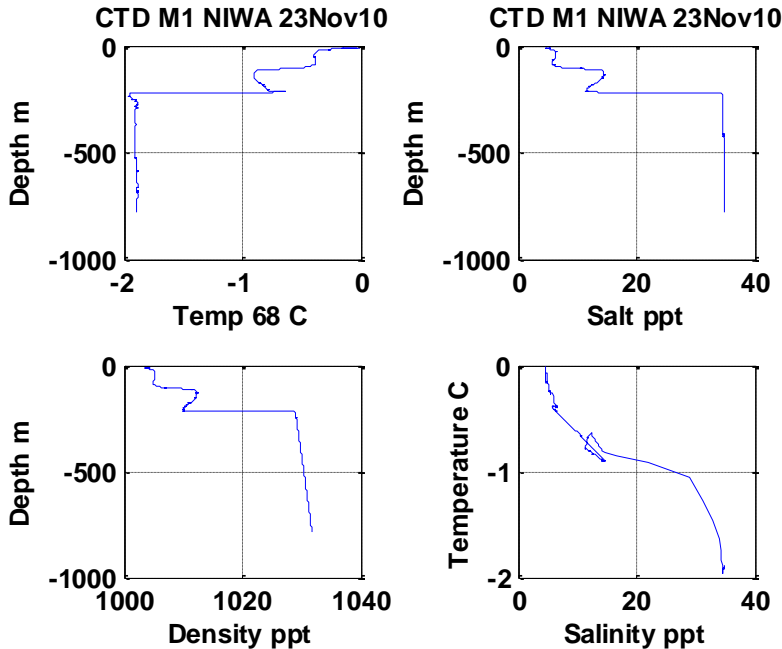 CTD M1 NIWA 23Nov10
CTD M1 NIWA 23Nov10
0
-500
-1000
Depth m
-2
-1
0
Temp 68 C
0
-500
-1000
Depth m
0
20
40
Salt ppt
0
-500
-1000
Depth m
1000
1020
1040
Density ppt
0
-1
-2
Temperature C
0
20
40
Salinity ppt